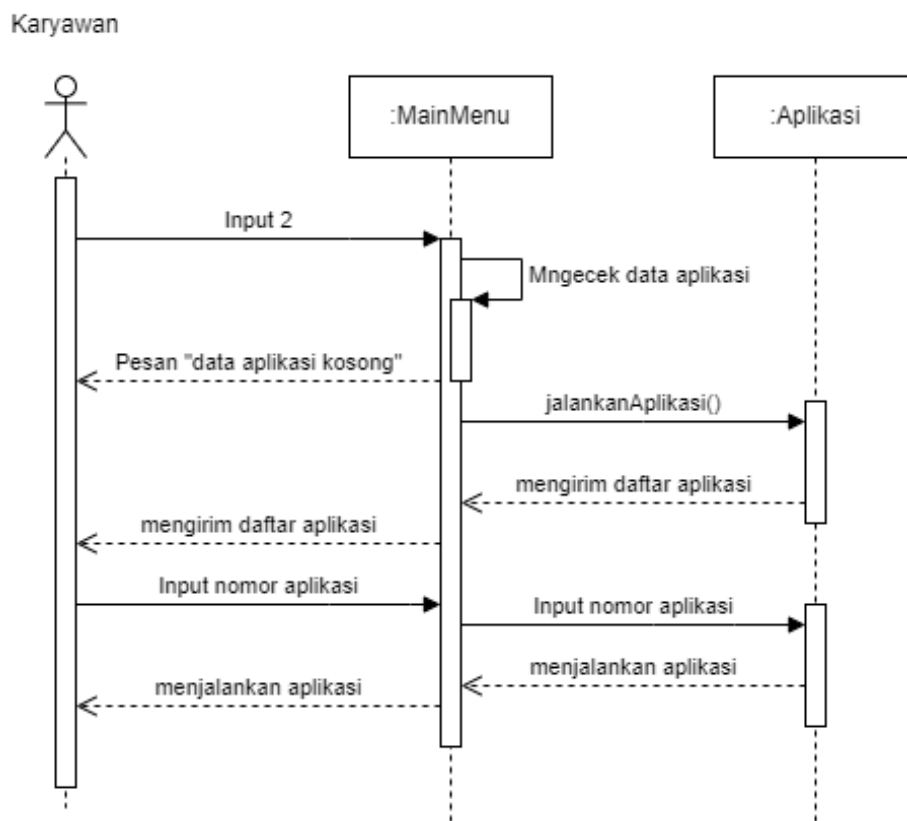 Karyawan
:MainMenu
:Aplikasi
Input 2
Mngecek data aplikasi
Pesan "data aplikasi kosong"
jalankanAplikasi()
mengirim daftar aplikasi
mengirim daftar aplikasi
Input nomor aplikasi
Input nomor aplikasi
menjalankan aplikasi
menjalankan aplikasi